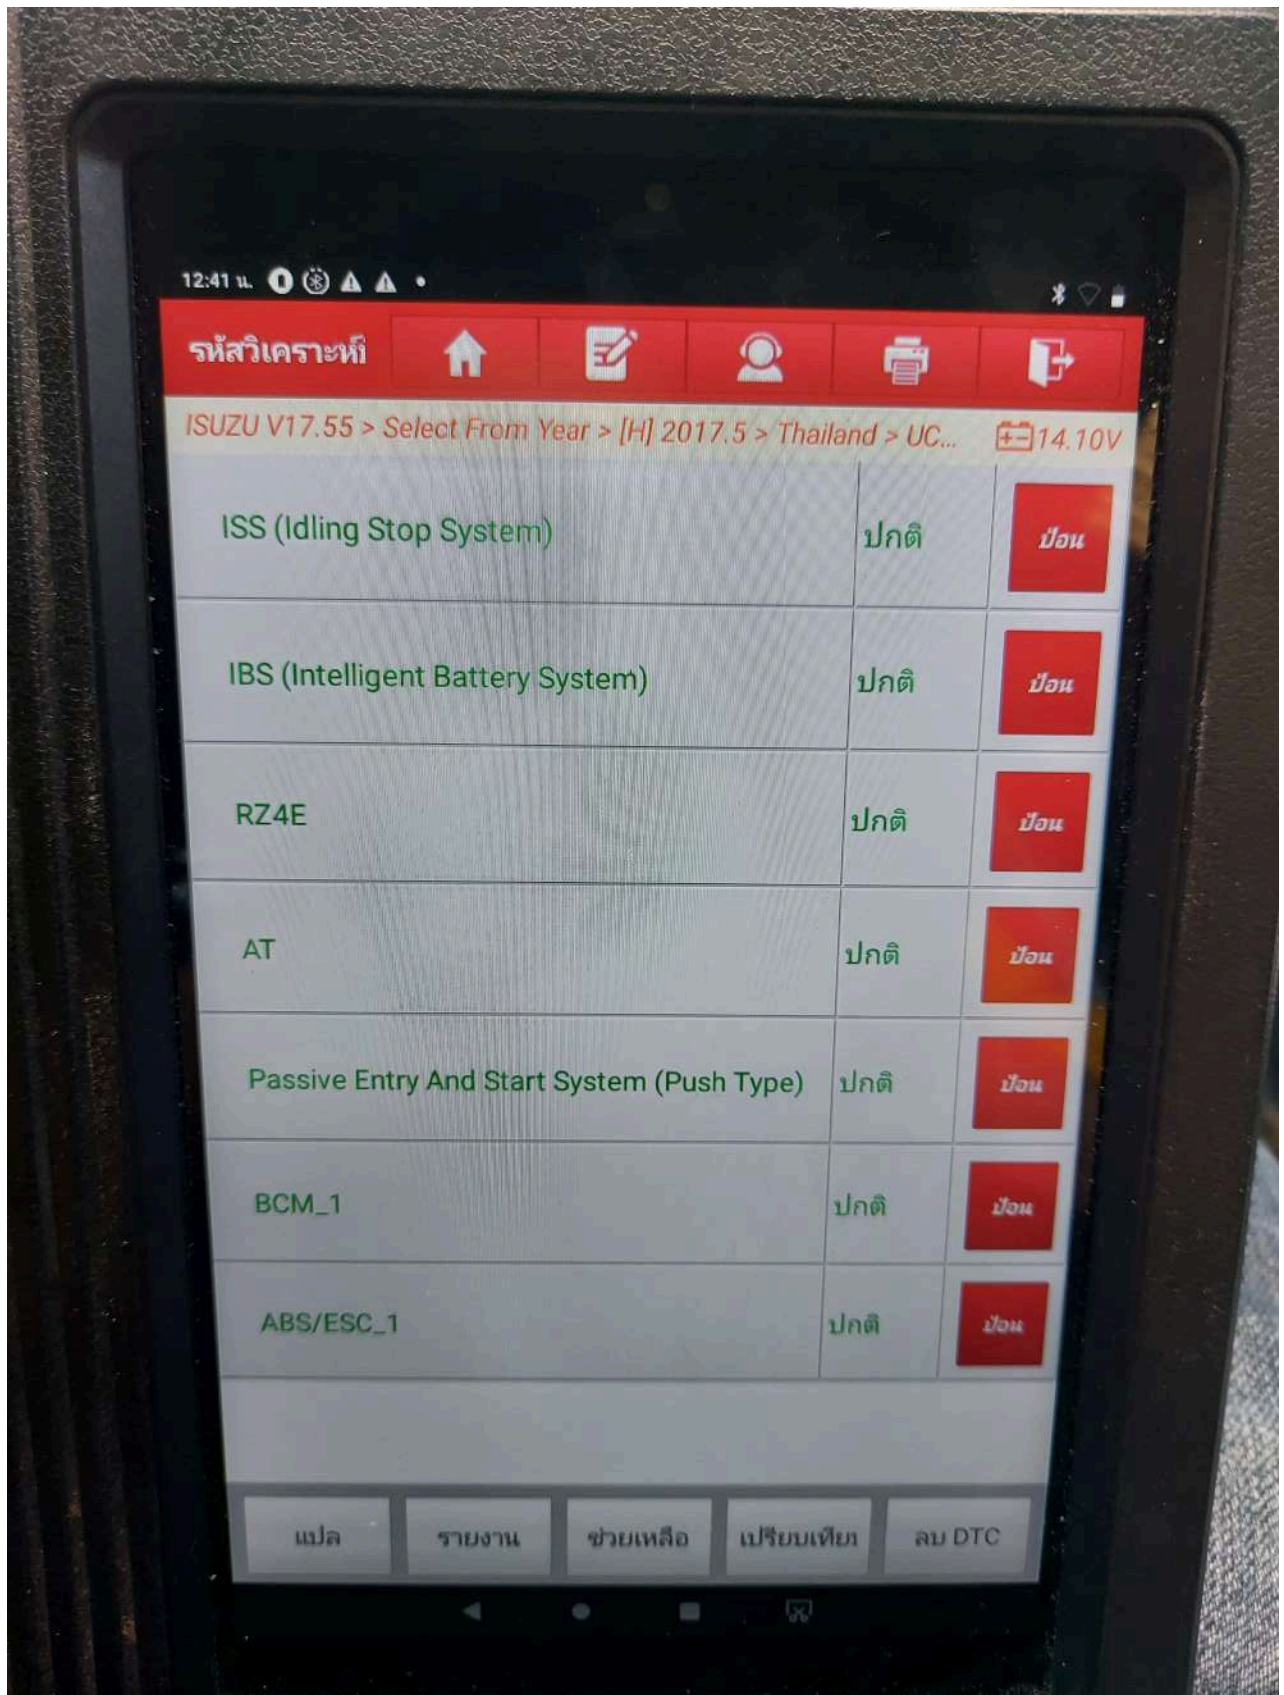 12:41 น.
รหัสวิเคราะห์
ISUZU V17.55 > Select From Year > [H] 2017.5 > Thailand > UC... 14.10V
ISS (Idling Stop System) ปกติ ป้อน
IBS (Intelligent Battery System) ปกติ ป้อน
RZ4E ปกติ ป้อน
AT ปกติ ป้อน
Passive Entry And Start System (Push Type) ปกติ ป้อน
BCM_1 ปกติ ป้อน
ABS/ESC_1 ปกติ ป้อน
แปล รายงาน ช่วยเหลือ เปรียบเทีย ลบ DTC